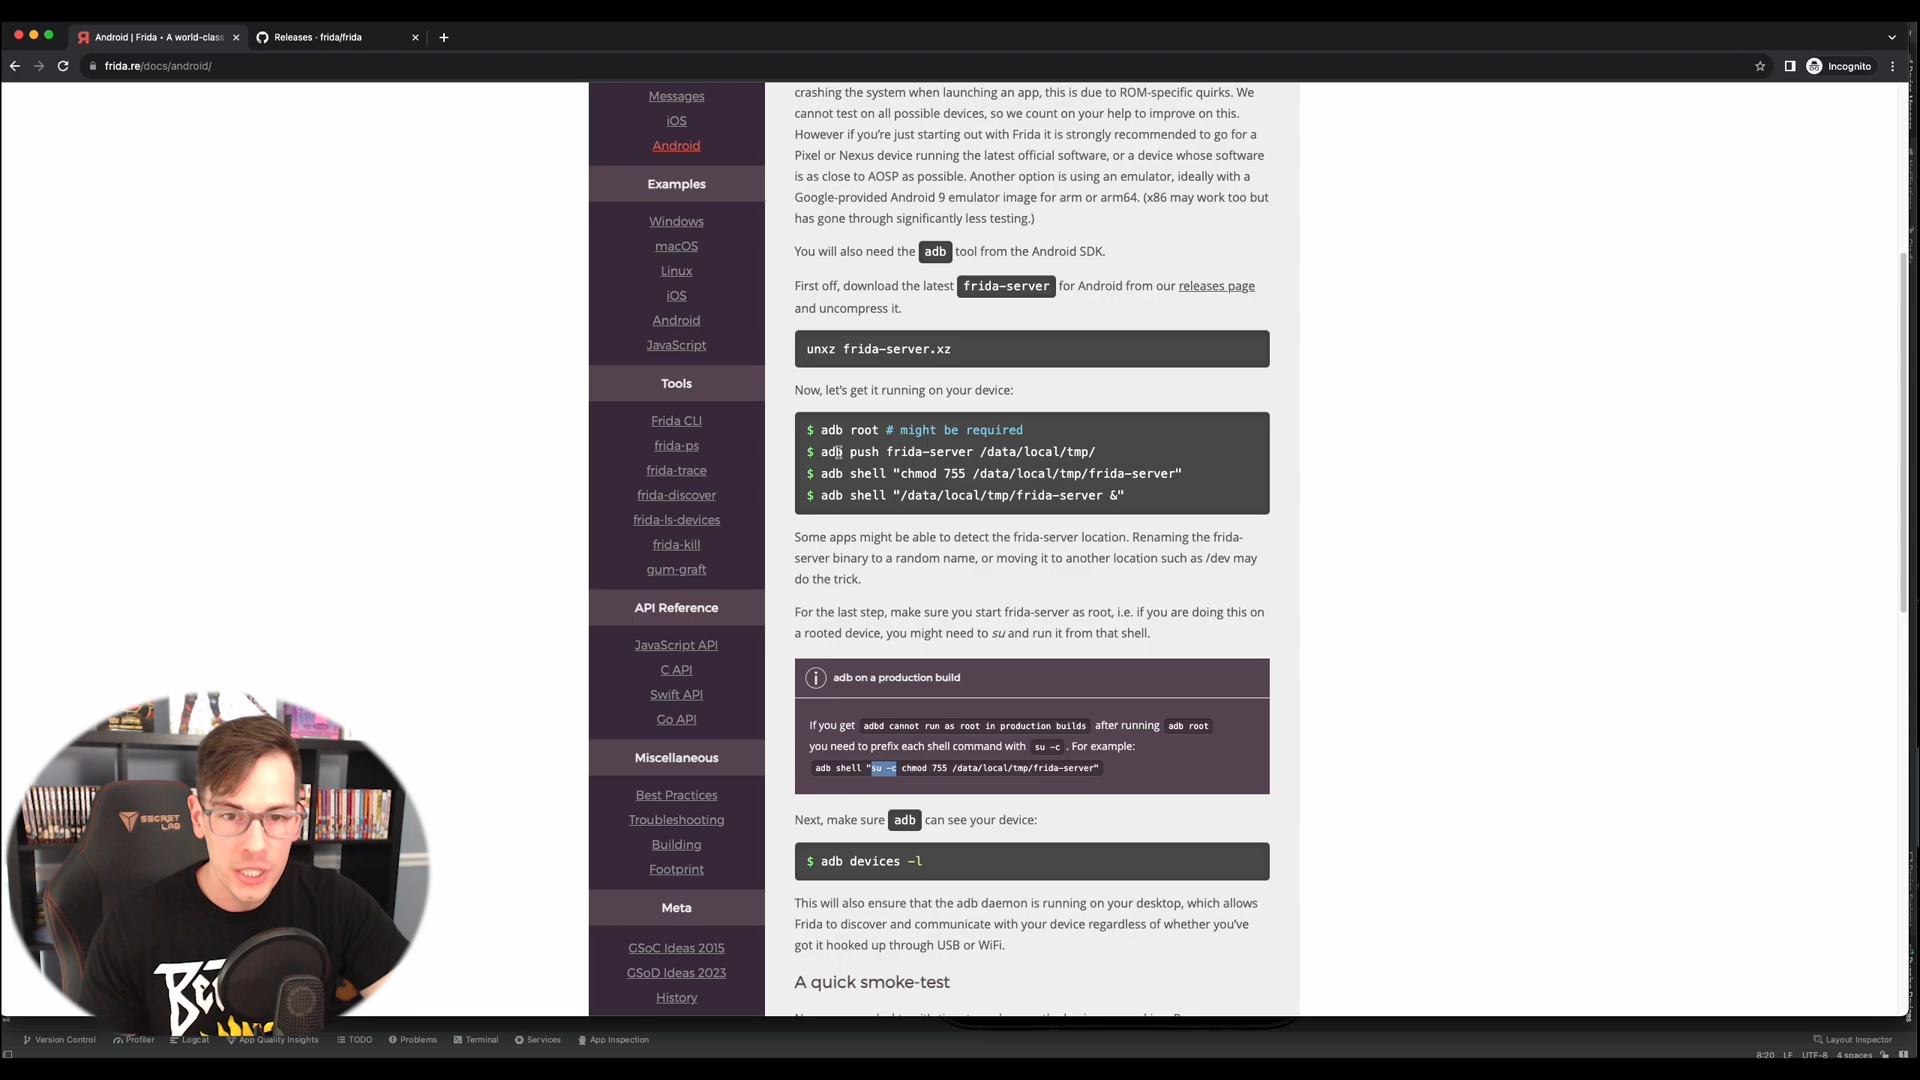 Android | Frida • A world-class
Releases · frida/frida
frida.re/docs/android/
Incognito
Messages
iOS
Android
Examples
Windows
macOS
Linux
iOS
Android
JavaScript
Tools
Frida CLI
frida-ps
frida-trace
frida-discover
frida-ls-devices
frida-kill
gum-graft
API Reference
JavaScript API
C API
Swift API
Go API
Miscellaneous
Best Practices
Troubleshooting
Building
Footprint
Meta
GSoC Ideas 2015
GSoD Ideas 2023
History
crashing the system when launching an app, this is due to ROM-specific quirks. We
cannot test on all possible devices, so we count on your help to improve on this.
However if you're just starting out with Frida it is strongly recommended to go for a
Pixel or Nexus device running the latest official software, or a device whose software
is as close to AOSP as possible. Another option is using an emulator, ideally with a
Google-provided Android 9 emulator image for arm or arm64. (x86 may work too but
has gone through significantly less testing.)
You will also need the adb tool from the Android SDK.
First off, download the latest frida-server for Android from our releases page
and uncompress it.
unxz frida-server.xz
Now, let's get it running on your device:
$ adb root # might be required
$ adb push frida-server /data/local/tmp/
$ adb shell "chmod 755 /data/local/tmp/frida-server"
$ adb shell "/data/local/tmp/frida-server &"
Some apps might be able to detect the frida-server location. Renaming the frida-
server binary to a random name, or moving it to another location such as /dev may
do the trick.
For the last step, make sure you start frida-server as root, i.e. if you are doing this on
a rooted device, you might need to su and run it from that shell.
adb on a production build
If you get adbd cannot run as root in production builds after running adb root
you need to prefix each shell command with su -c . For example:
adb shell "su -c chmod 755 /data/local/tmp/frida-server"
Next, make sure adb can see your device:
$ adb devices -l
This will also ensure that the adb daemon is running on your desktop, which allows
Frida to discover and communicate with your device regardless of whether you've
got it hooked up through USB or WiFi.
A quick smoke-test
SECRET
LAB
Version Control
Profiler
Logcat
App Quality Insights
TODO
Problems
Terminal
Services
App Inspection
Layout Inspector
8:20 LF UTF-8 4 spaces